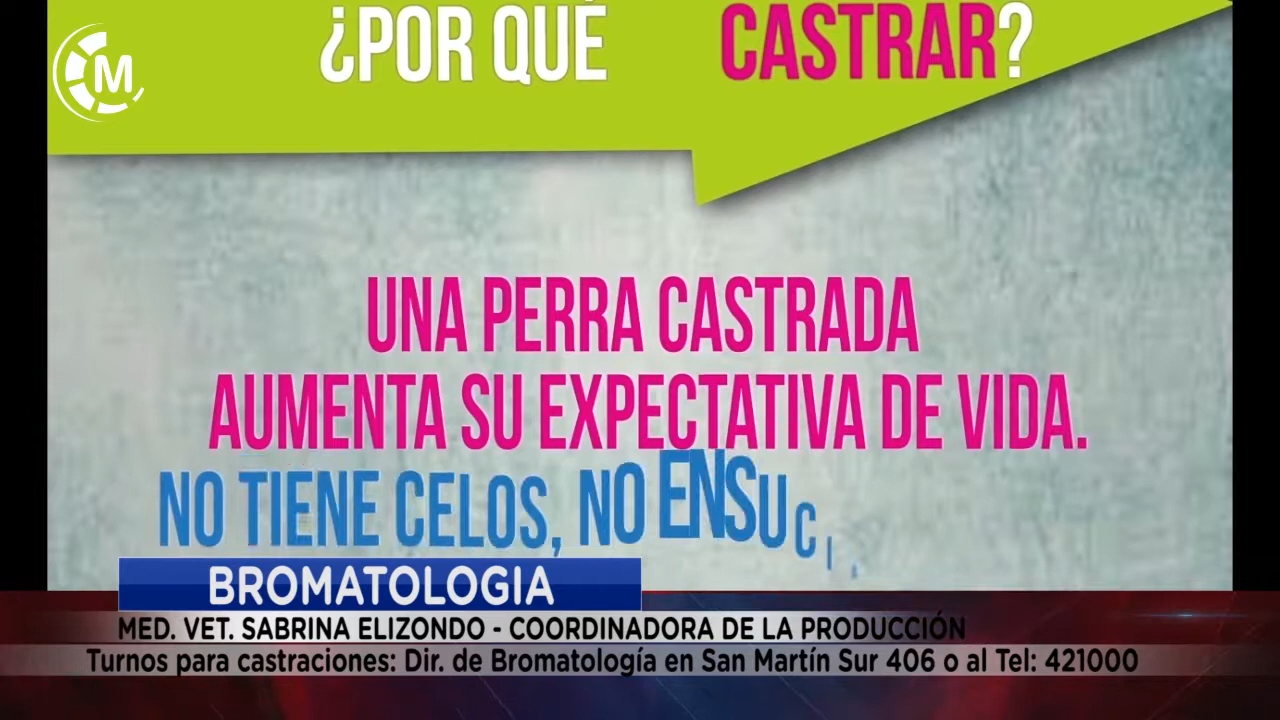 ¿POR QUÉ CASTRAR?
M
UNA PERRA CASTRADA
AUMENTA SU EXPECTATIVA DE VIDA.
NO TIENE CELOS, NO ENSUCI
BROMATOLOGIA
MED. VET. SABRINA ELIZONDO - COORDINADORA DE LA PRODUCCIÓN
Turnos para castraciones: Dir. de Bromatología en San Martín Sur 406 o al Tel: 421000